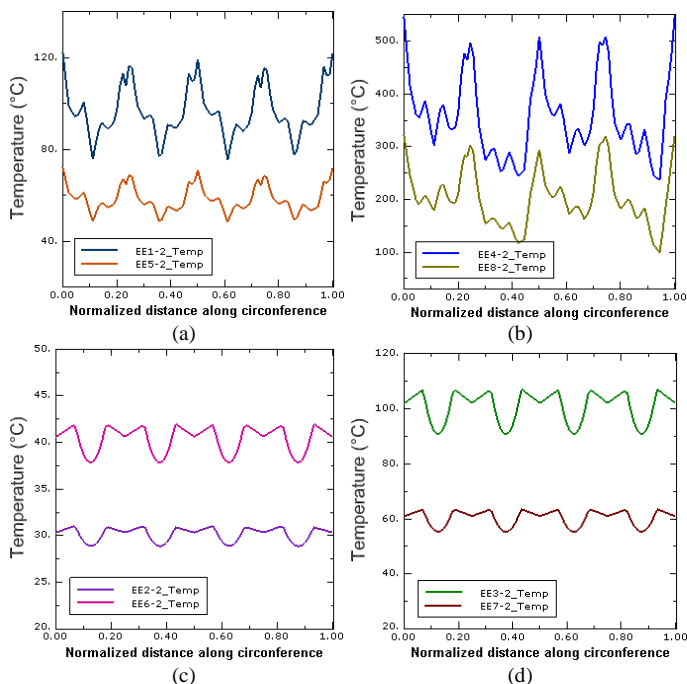 120.
80.
40.
Temperature (°C)
EE1-2_Temp
EE5-2_Temp
0.00 0.20 0.40 0.60 0.80 1.00
Normalized distance along circonference
(a)
500.
400.
300.
200.
100.
Temperature (°C)
EE4-2_Temp
EE8-2_Temp
0.00 0.20 0.40 0.60 0.80 1.00
Normalized distance along circonference
(b)
50.
45.
40.
35.
30.
25.
20.
Temperature (°C)
EE2-2_Temp
EE6-2_Temp
0.00 0.20 0.40 0.60 0.80 1.00
Normalized distance along circonference
(c)
120.
100.
80.
60.
40.
20.
Temperature (°C)
EE3-2_Temp
EE7-2_Temp
0.00 0.20 0.40 0.60 0.80 1.00
Normalized distance along circonference
(d)